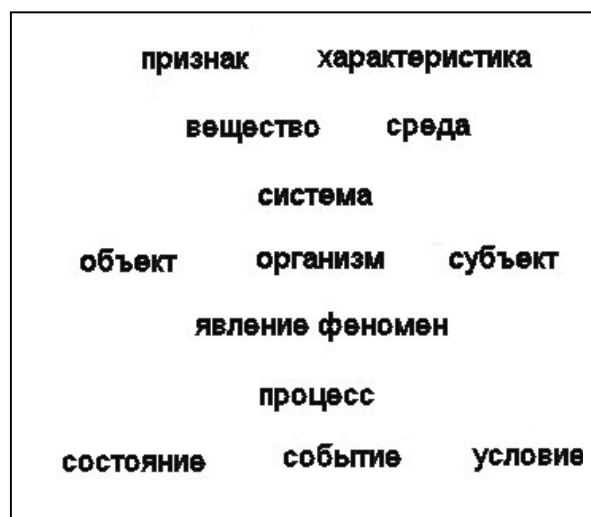 признак характеристика
вещество среда
система
объект организм субъект
явление феномен
процесс
состояние событие условие